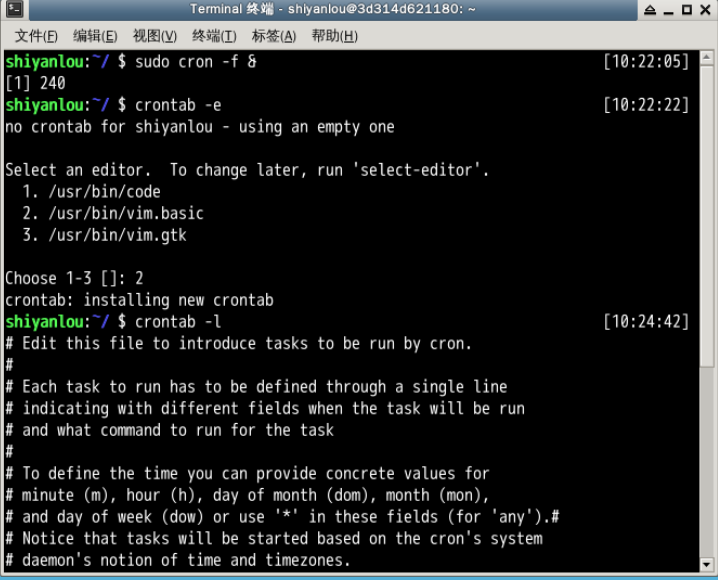 Terminal 终端 - shiyanlou@3d314d621180: ~
文件(F) 编辑(E) 视图(V) 终端(T) 标签(A) 帮助(H)
shiyanlou:~/ $ sudo cron -f & [10:22:05]
[1] 240
shiyanlou:~/ $ crontab -e [10:22:22]
no crontab for shiyanlou - using an empty one
Select an editor.  To change later, run 'select-editor'.
  1. /usr/bin/code
  2. /usr/bin/vim.basic
  3. /usr/bin/vim.gtk
Choose 1-3 []: 2
crontab: installing new crontab
shiyanlou:~/ $ crontab -l [10:24:42]
# Edit this file to introduce tasks to be run by cron.
#
# Each task to run has to be defined through a single line
# indicating with different fields when the task will be run
# and what command to run for the task
#
# To define the time you can provide concrete values for
# minute (m), hour (h), day of month (dom), month (mon),
# and day of week (dow) or use '*' in these fields (for 'any').#
# Notice that tasks will be started based on the cron's system
# daemon's notion of time and timezones.